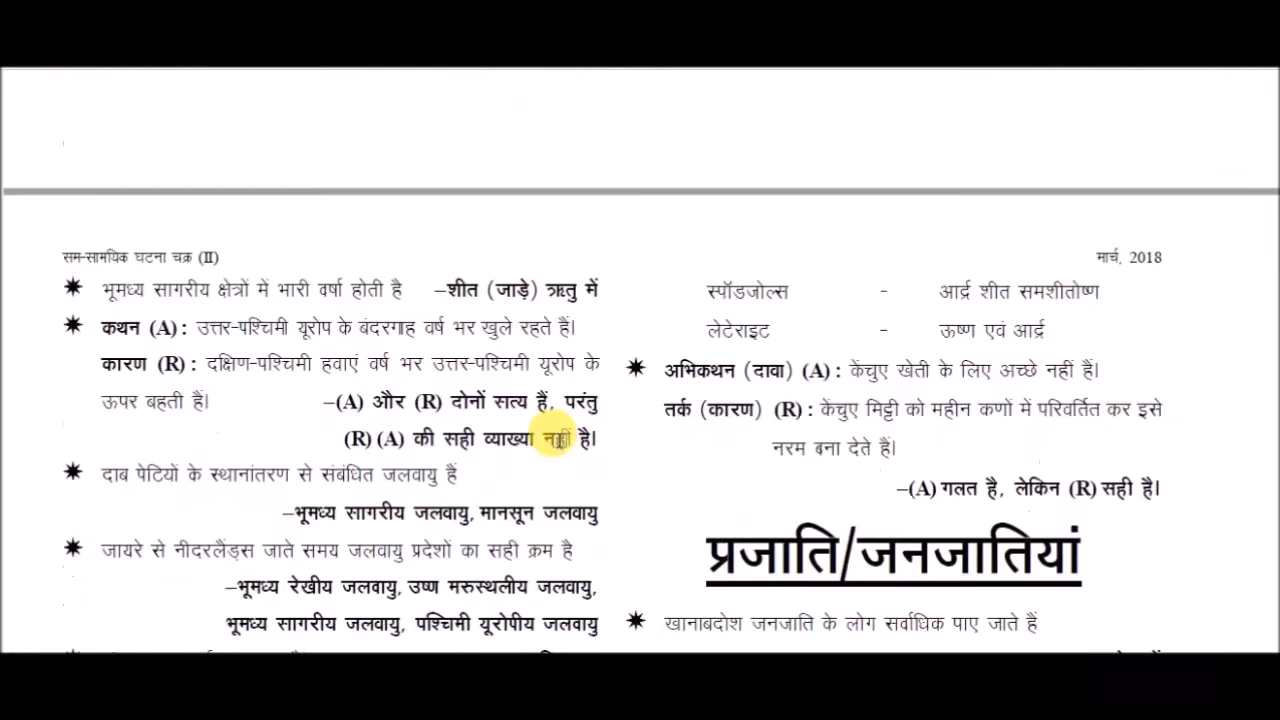 सम-सामयिक घटना चक्र (II)
मार्च, 2018
✷ भूमध्य सागरीय क्षेत्रों में भारी वर्षा होती है –शीत (जाड़े) ऋतु में
✷ कथन (A) : उत्तर-पश्चिमी यूरोप के बंदरगाह वर्ष भर खुले रहते हैं।
कारण (R) : दक्षिण-पश्चिमी हवाएं वर्ष भर उत्तर-पश्चिमी यूरोप के
ऊपर बहती हैं। –(A) और (R) दोनों सत्य हैं, परंतु
(R) (A) की सही व्याख्या नहीं है।
✷ दाब पेटियों के स्थानांतरण से संबंधित जलवायु हैं
–भूमध्य सागरीय जलवायु, मानसून जलवायु
✷ जायरे से नीदरलैंड्स जाते समय जलवायु प्रदेशों का सही क्रम है
–भूमध्य रेखीय जलवायु, उष्ण मरुस्थलीय जलवायु,
भूमध्य सागरीय जलवायु, पश्चिमी यूरोपीय जलवायु
स्पॉडजोल्स - आर्द्र शीत समशीतोष्ण
लेटेराइट - ऊष्ण एवं आर्द्र
✷ अभिकथन (दावा) (A) : केंचुए खेती के लिए अच्छे नहीं हैं।
तर्क (कारण) (R) : केंचुए मिट्टी को महीन कणों में परिवर्तित कर इसे
नरम बना देते हैं।
–(A) गलत है, लेकिन (R) सही है।
प्रजाति/जनजातियां
✷ खानाबदोश जनजाति के लोग सर्वाधिक पाए जाते हैं